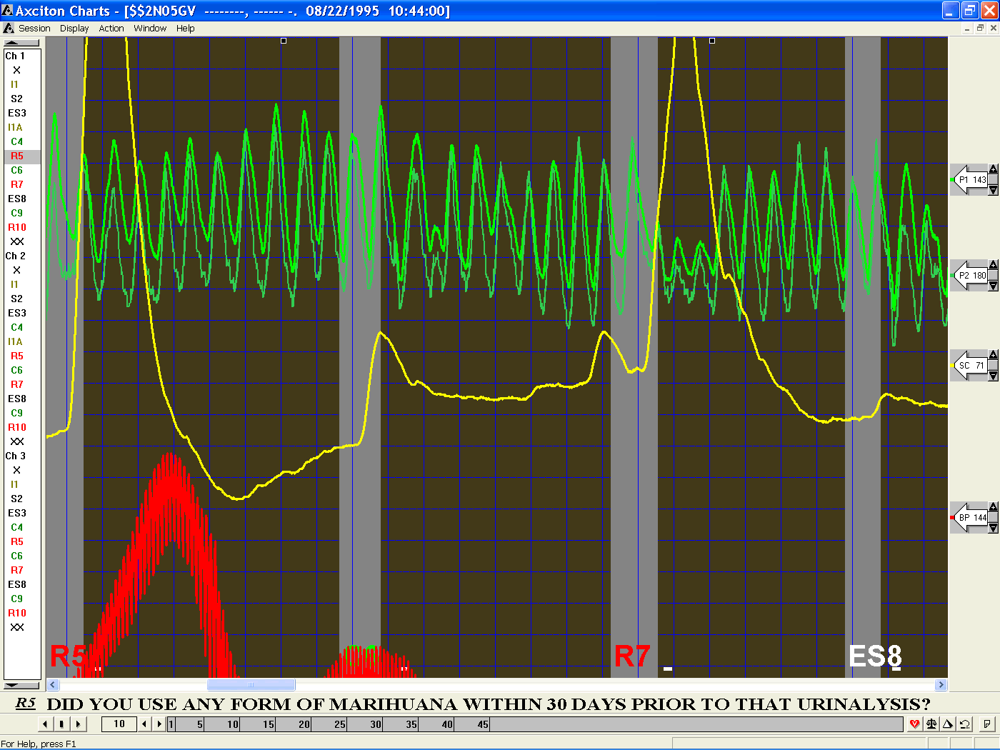 Axciton Charts - [$$2N05GV --------, ------ -. 08/22/1995 10:44:00]
Session Display Action Window Help
Ch 1
X
I1
S2
ES3
I1A
C4
R5
C6
R7
ES8
C9
R10
XX
Ch 2
X
I1
S2
ES3
C4
I1A
R5
C6
R7
ES8
C9
R10
XX
Ch 3
X
I1
S2
ES3
C4
R5
C6
R7
ES8
C9
R10
XX
P1 143
P2 180
SC 71
BP 144
R5 R7 ES8
R5 DID YOU USE ANY FORM OF MARIHUANA WITHIN 30 DAYS PRIOR TO THAT URINALYSIS?
10 1 5 10 15 20 25 30 35 40 45
For Help, press F1